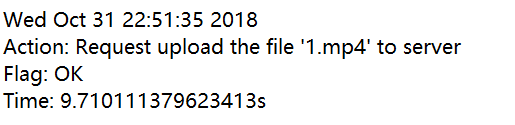 Wed Oct 31 22:51:35 2018
Action: Request upload the file '1.mp4' to server
Flag: OK
Time: 9.710111379623413s